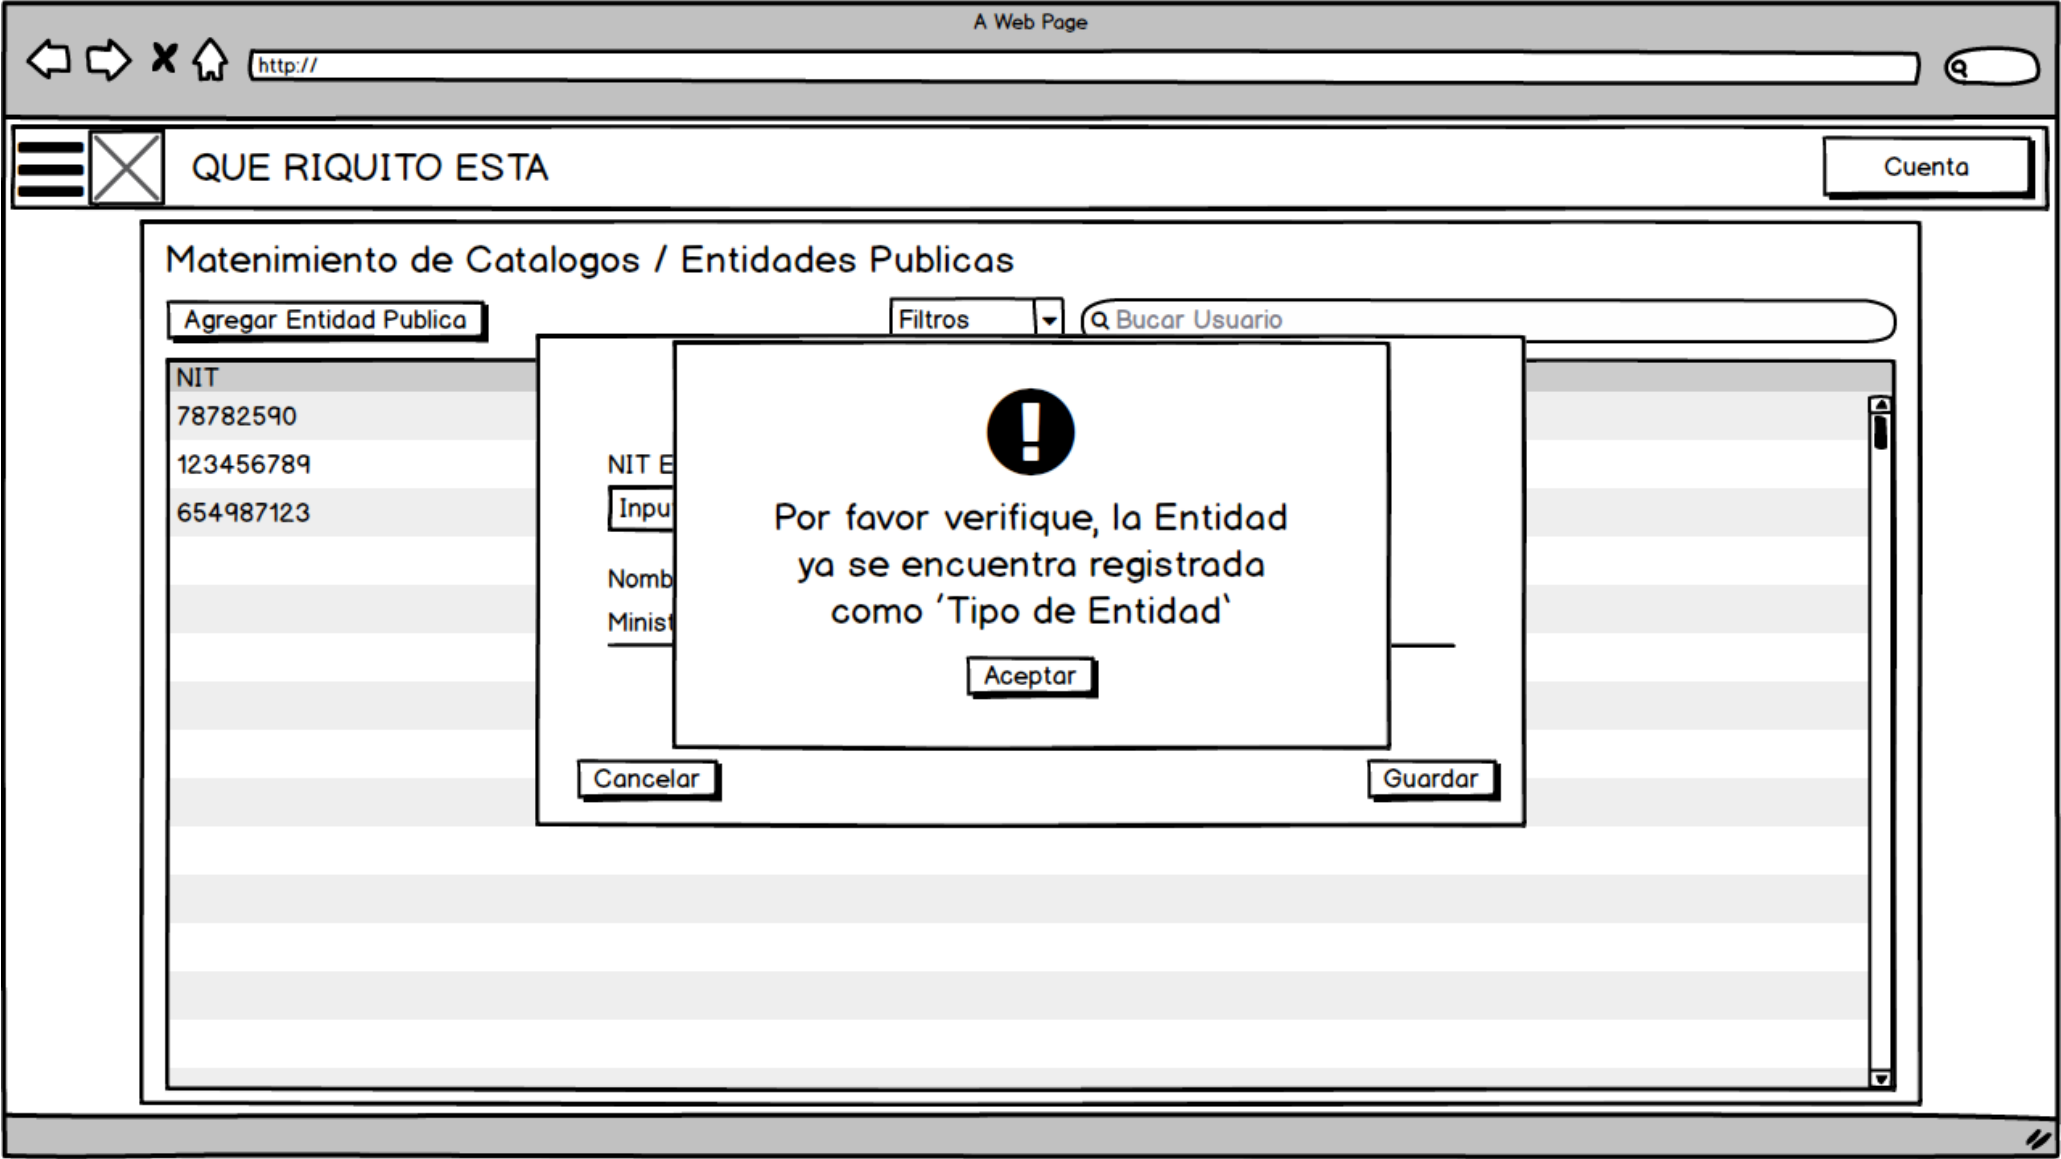 A Web Page
http://
QUE RIQUITO ESTA
Cuenta
Matenimiento de Catalogos / Entidades Publicas
Agregar Entidad Publica
Filtros
Bucar Usuario
NIT
78782590
123456789
654987123
NIT E
Inpu
Nomb
Minist
Por favor verifique, la Entidad
ya se encuentra registrada
como ´Tipo de Entidad`
Aceptar
Cancelar
Guardar